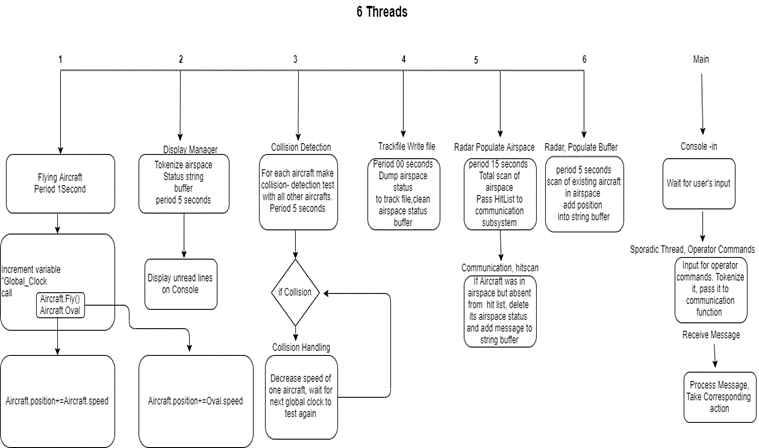 6 Threads
1
2
3
4
5
6
Main
Flying Aircraft
Period 1Second
Increment variable
"Global_Clock
call
Aircraft.Fly()
Aircraft.Oval
Aircraft.position+=Aircraft.speed
Aircraft.position+=Oval.speed
Display Manager
Tokenize airspace
Status string
buffer
period 5 seconds
Display unread lines
on Console
Collision Detection
For each aircraft make
collision- detection test
with all other aircrafts.
Period 5 seconds
if Collision
Collision Handling
Decrease speed of
one aircraft, wait for
next global clock to
test again
Trackfile Write file
Period 00 seconds
Dump airspace
status
to track file,clean
airspace status
buffer
Radar Populate Airspace
period 15 seconds
Total scan of
airspace
Pass HitList to
communication
subsystem
Communication, hitscan
If Aircraft was in
airspace but absent
from hit list, delete
its airspace status
and add message to
string buffer
Radar, Populate Buffer
period 5 seconds
scan of existing aircraft
in airspace
add position
into string buffer
Console -in
Wait for user's input
Sporadic Thread, Operator Commands
Input for operator
commands. Tokenize
it, pass it to
communication
function
Receive Message
Process Message,
Take Corresponding
action